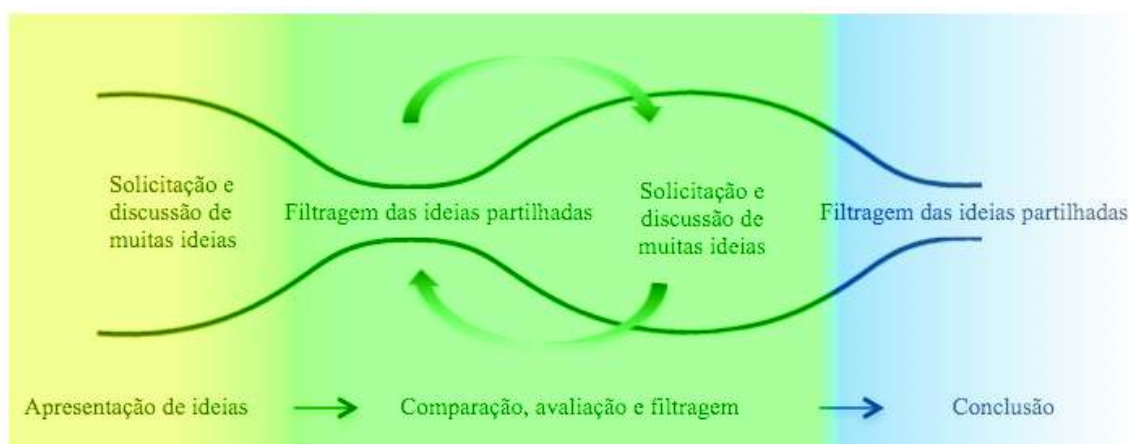 Solicitação e
discussão de
muitas ideias
Filtragem das ideias partilhadas
Solicitação e
discussão de
muitas ideias
Filtragem das ideias partilhadas
Apresentação de ideias
Comparação, avaliação e filtragem
Conclusão